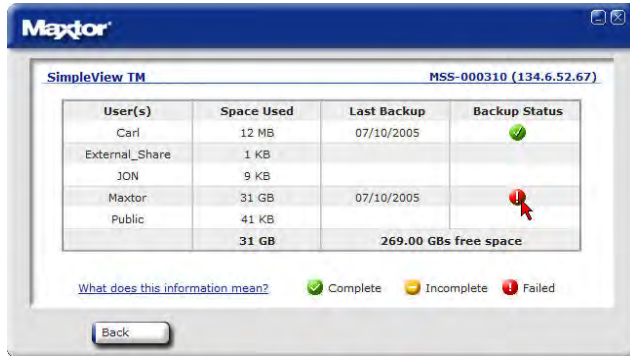 Maxtor
SimpleView TM MSS-000310 (134.6.52.67)
User(s) Space Used Last Backup Backup Status
Carl 12 MB 07/10/2005
External_Share 1 KB
JON 9 KB
Maxtor 31 GB 07/10/2005
Public 41 KB
31 GB 269.00 GBs free space
What does this information mean? Complete Incomplete Failed
Back